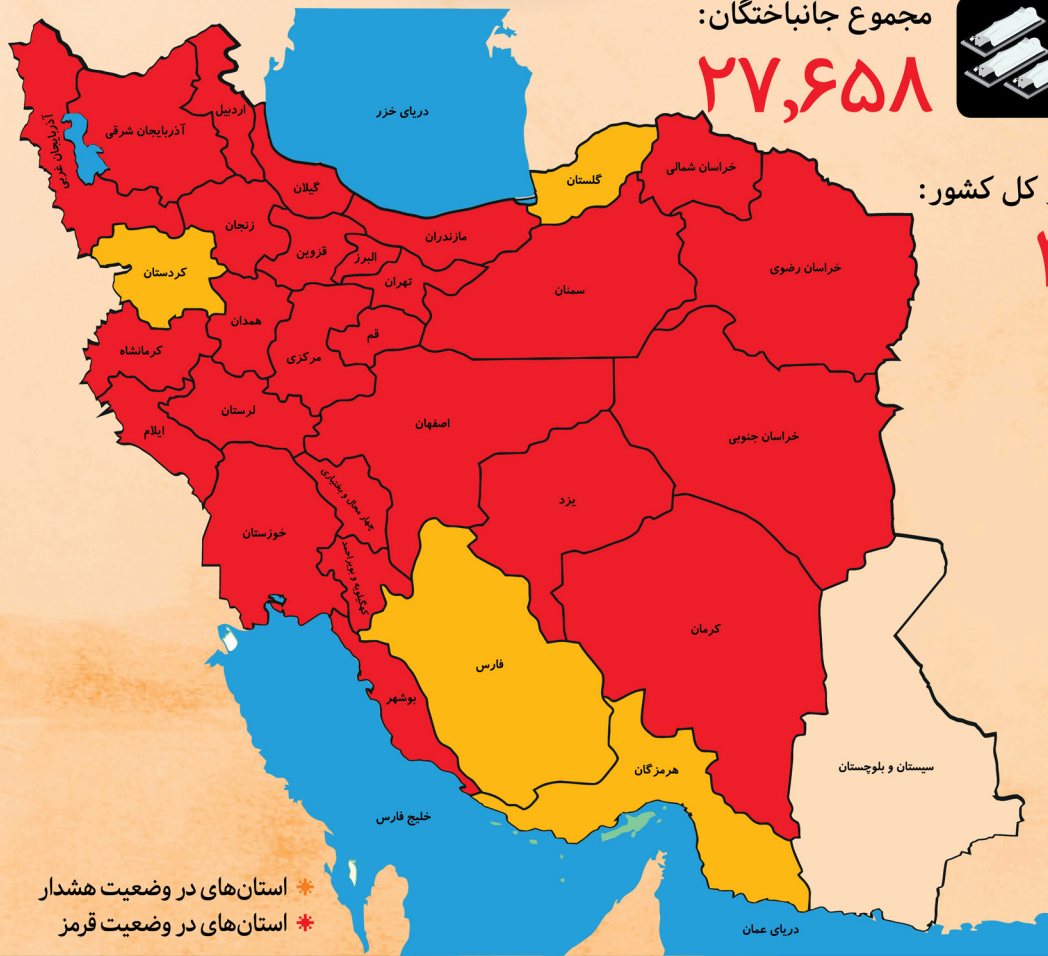 مجموع جانباختگان:
۲۷,۶۵۸
کل کشور:
دریای خزر
اردبیل
آذربایجان شرقی
آذربایجان غربی
گیلان
گلستان
خراسان شمالی
زنجان
مازندران
قزوین
البرز
تهران
سمنان
خراسان رضوی
کردستان
همدان
قم
مرکزی
کرمانشاه
لرستان
اصفهان
خراسان جنوبی
ایلام
چهار محال و بختیاری
یزد
خوزستان
کهگیلویه و بویراحمد
کرمان
فارس
بوشهر
هرمزگان
سیستان و بلوچستان
خلیج فارس
دریای عمان
استان‌های در وضعیت هشدار
استان‌های در وضعیت قرمز